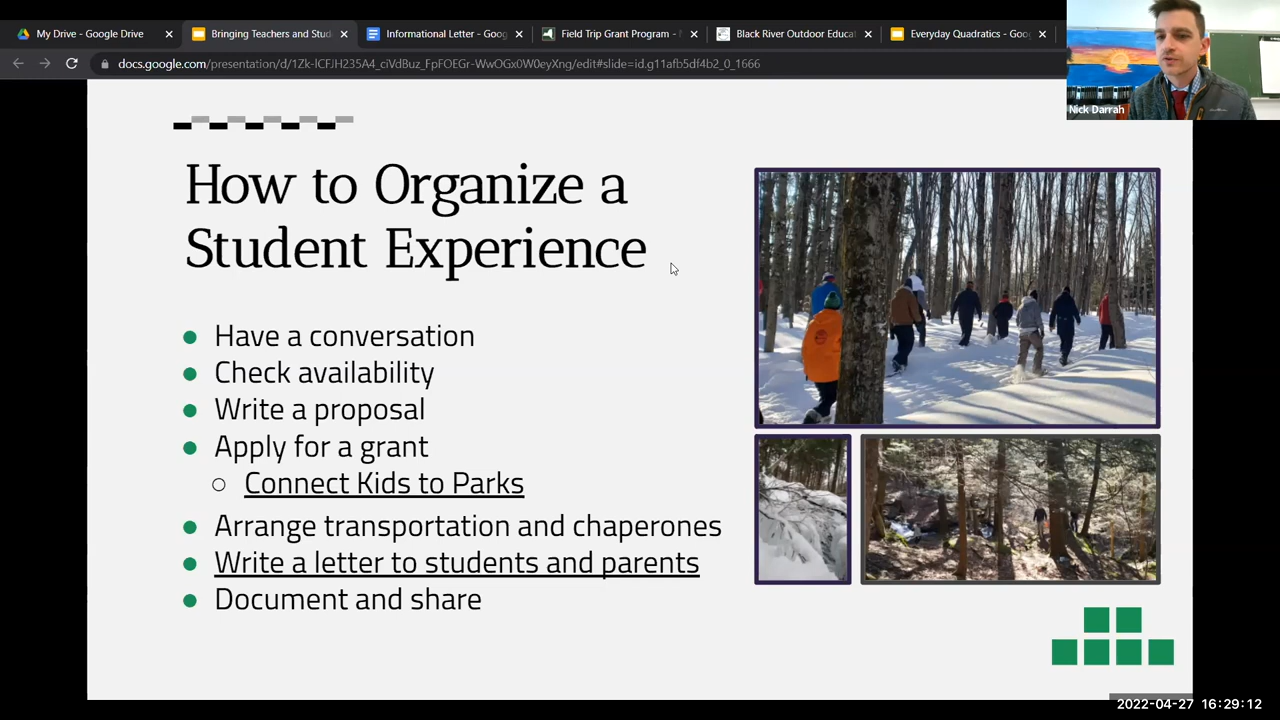 My Drive - Google Drive
Bringing Teachers and Stud
Informational Letter - Goog
Field Trip Grant Program -
Black River Outdoor Educat
Everyday Quadratics - Goo
docs.google.com/presentation/d/1Zk-lCFJH235A4_ciVd8uz_FpFOEGt-WwOGx0W0eyXng/edit#slide=id.g11afb5df4b2_0_1666
Nick Darrah
How to Organize a
Student Experience
● Have a conversation
● Check availability
● Write a proposal
● Apply for a grant
○ Connect Kids to Parks
● Arrange transportation and chaperones
● Write a letter to students and parents
● Document and share
2022-04-27 16:29:12